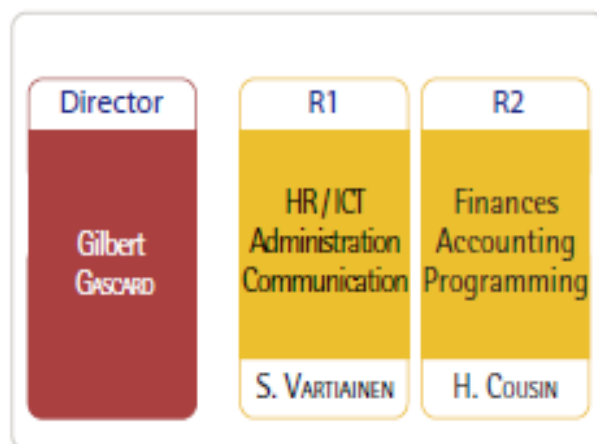 Director
Gilbert
GASCARD
R1
HR / ICT
Administration
Communication
S. VARTIAINEN
R2
Finances
Accounting
Programming
H. COUSIN